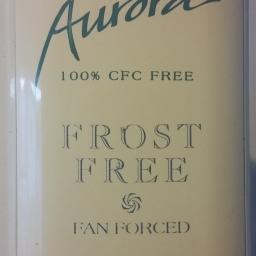 Aurora
100% CFC FREE
FROST
FREE
FAN FORCED